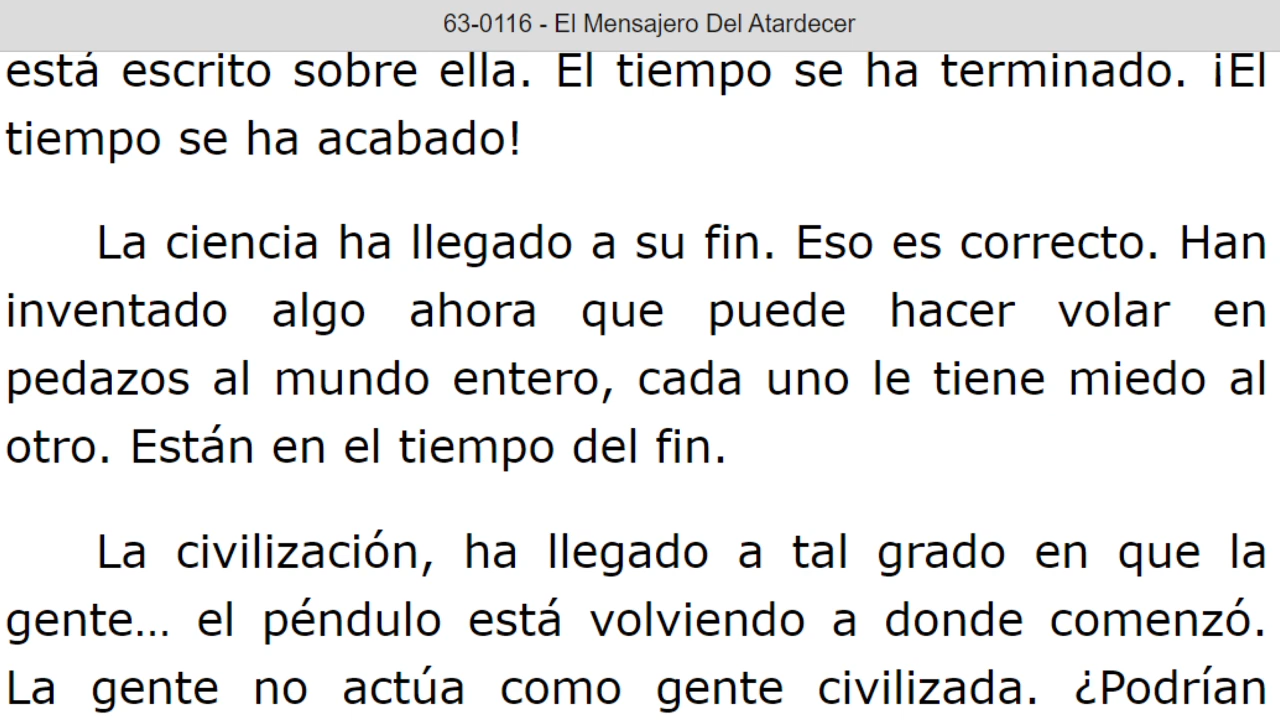 63-0116 - El Mensajero Del Atardecer
está escrito sobre ella. El tiempo se ha terminado. ¡El
tiempo se ha acabado!
La ciencia ha llegado a su fin. Eso es correcto. Han
inventado algo ahora que puede hacer volar en
pedazos al mundo entero, cada uno le tiene miedo al
otro. Están en el tiempo del fin.
La civilización, ha llegado a tal grado en que la
gente… el péndulo está volviendo a donde comenzó.
La gente no actúa como gente civilizada. ¿Podrían